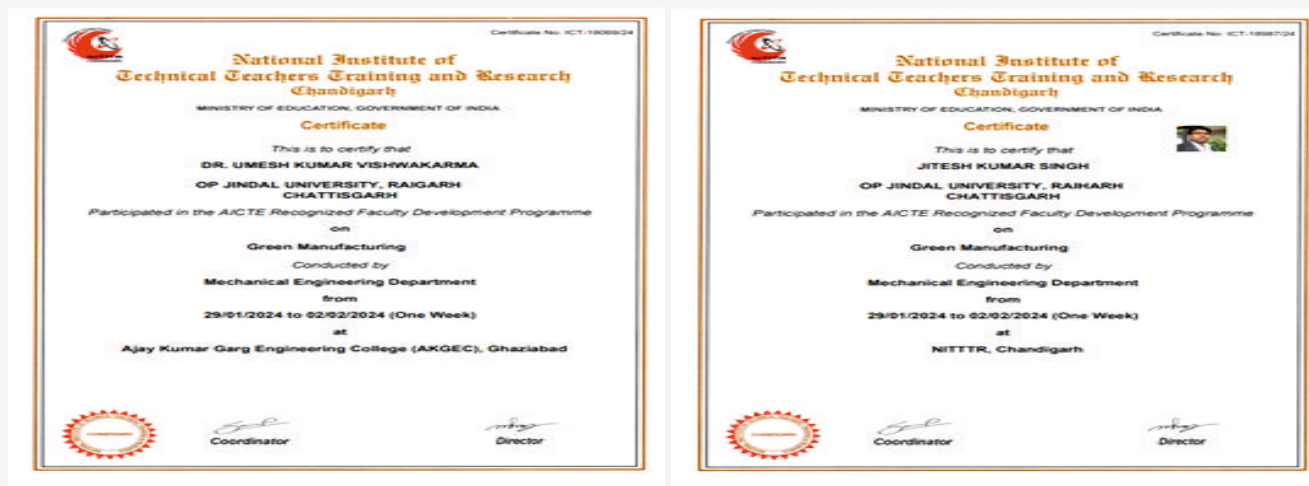 Certificate No- ICT-19069/24
National Institute of
Technical Teachers Training and Research
Chandigarh
MINISTRY OF EDUCATION, GOVERNMENT OF INDIA
Certificate
This is to certify that
DR. UMESH KUMAR VISHWAKARMA
OP JINDAL UNIVERSITY, RAIGARH
CHATTISGARH
Participated in the AICTE Recognized Faculty Development Programme
on
Green Manufacturing
Conducted by
Mechanical Engineering Department
from
29/01/2024 to 02/02/2024 (One Week)
at
Ajay Kumar Garg Engineering College (AKGEC), Ghaziabad
Coordinator
Director
Certificate No- ICT-18987/24
National Institute of
Technical Teachers Training and Research
Chandigarh
MINISTRY OF EDUCATION, GOVERNMENT OF INDIA
Certificate
This is to certify that
JITESH KUMAR SINGH
OP JINDAL UNIVERSITY, RAIHARH
CHATTISGARH
Participated in the AICTE Recognized Faculty Development Programme
on
Green Manufacturing
Conducted by
Mechanical Engineering Department
from
29/01/2024 to 02/02/2024 (One Week)
at
NITTTR, Chandigarh
Coordinator
Director